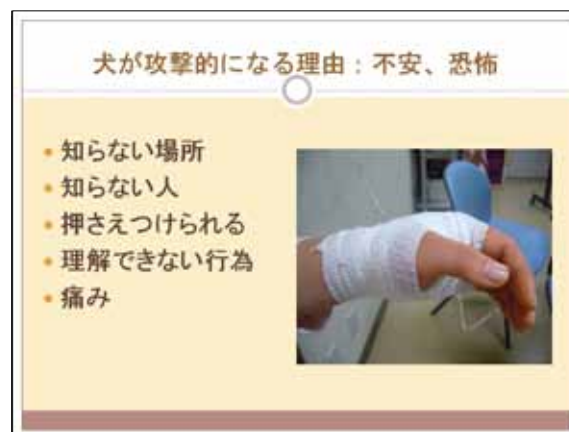 犬が攻撃的になる理由：不安、恐怖
• 知らない場所
• 知らない人
• 押さえつけられる
• 理解できない行為
• 痛み